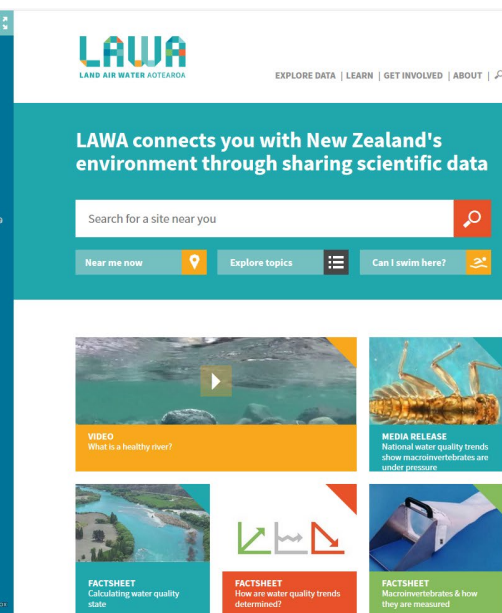 LAWA
LAND AIR WATER AOTEAROA
EXPLORE DATA | LEARN | GET INVOLVED | ABOUT |
LAWA connects you with New Zealand's
environment through sharing scientific data
Search for a site near you
Near me now
Explore topics
Can I swim here?
VIDEO
What is a healthy river?
MEDIA RELEASE
National water quality trends
show macroinvertebrates are
under pressure
FACTSHEET
Calculating water quality
state
FACTSHEET
How are water quality trends
determined?
FACTSHEET
Macroinvertebrates & how
they are measured